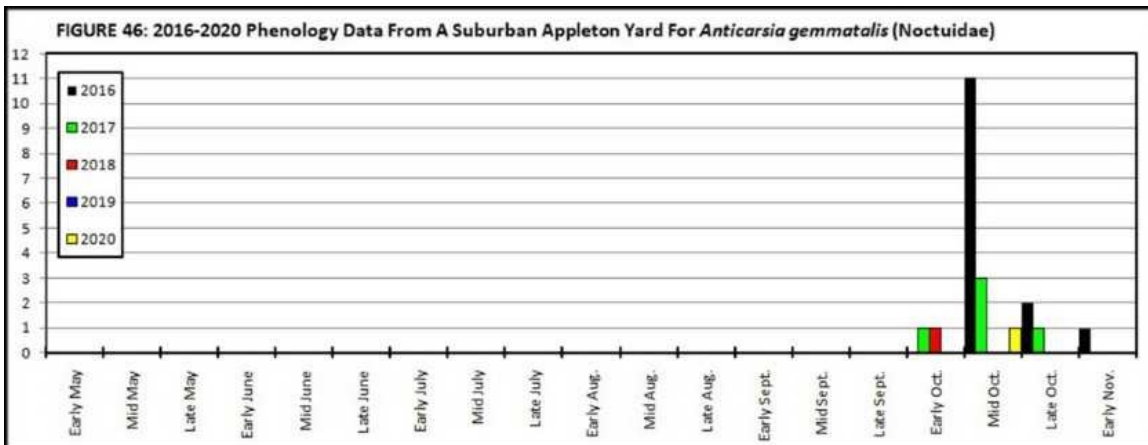 FIGURE 46: 2016-2020 Phenology Data From A Suburban Appleton Yard For Anticarsia gemmatalis (Noctuidae)
12
11
10
9
8
7
6
5
4
3
2
1
0
2016
2017
2018
2019
2020
Early May
Mid May
Late May
Early June
Mid June
Late June
Early July
Mid July
Late July
Early Aug.
Mid Aug.
Late Aug.
Early Sept.
Mid Sept.
Late Sept.
Early Oct.
Mid Oct.
Late Oct.
Early Nov.